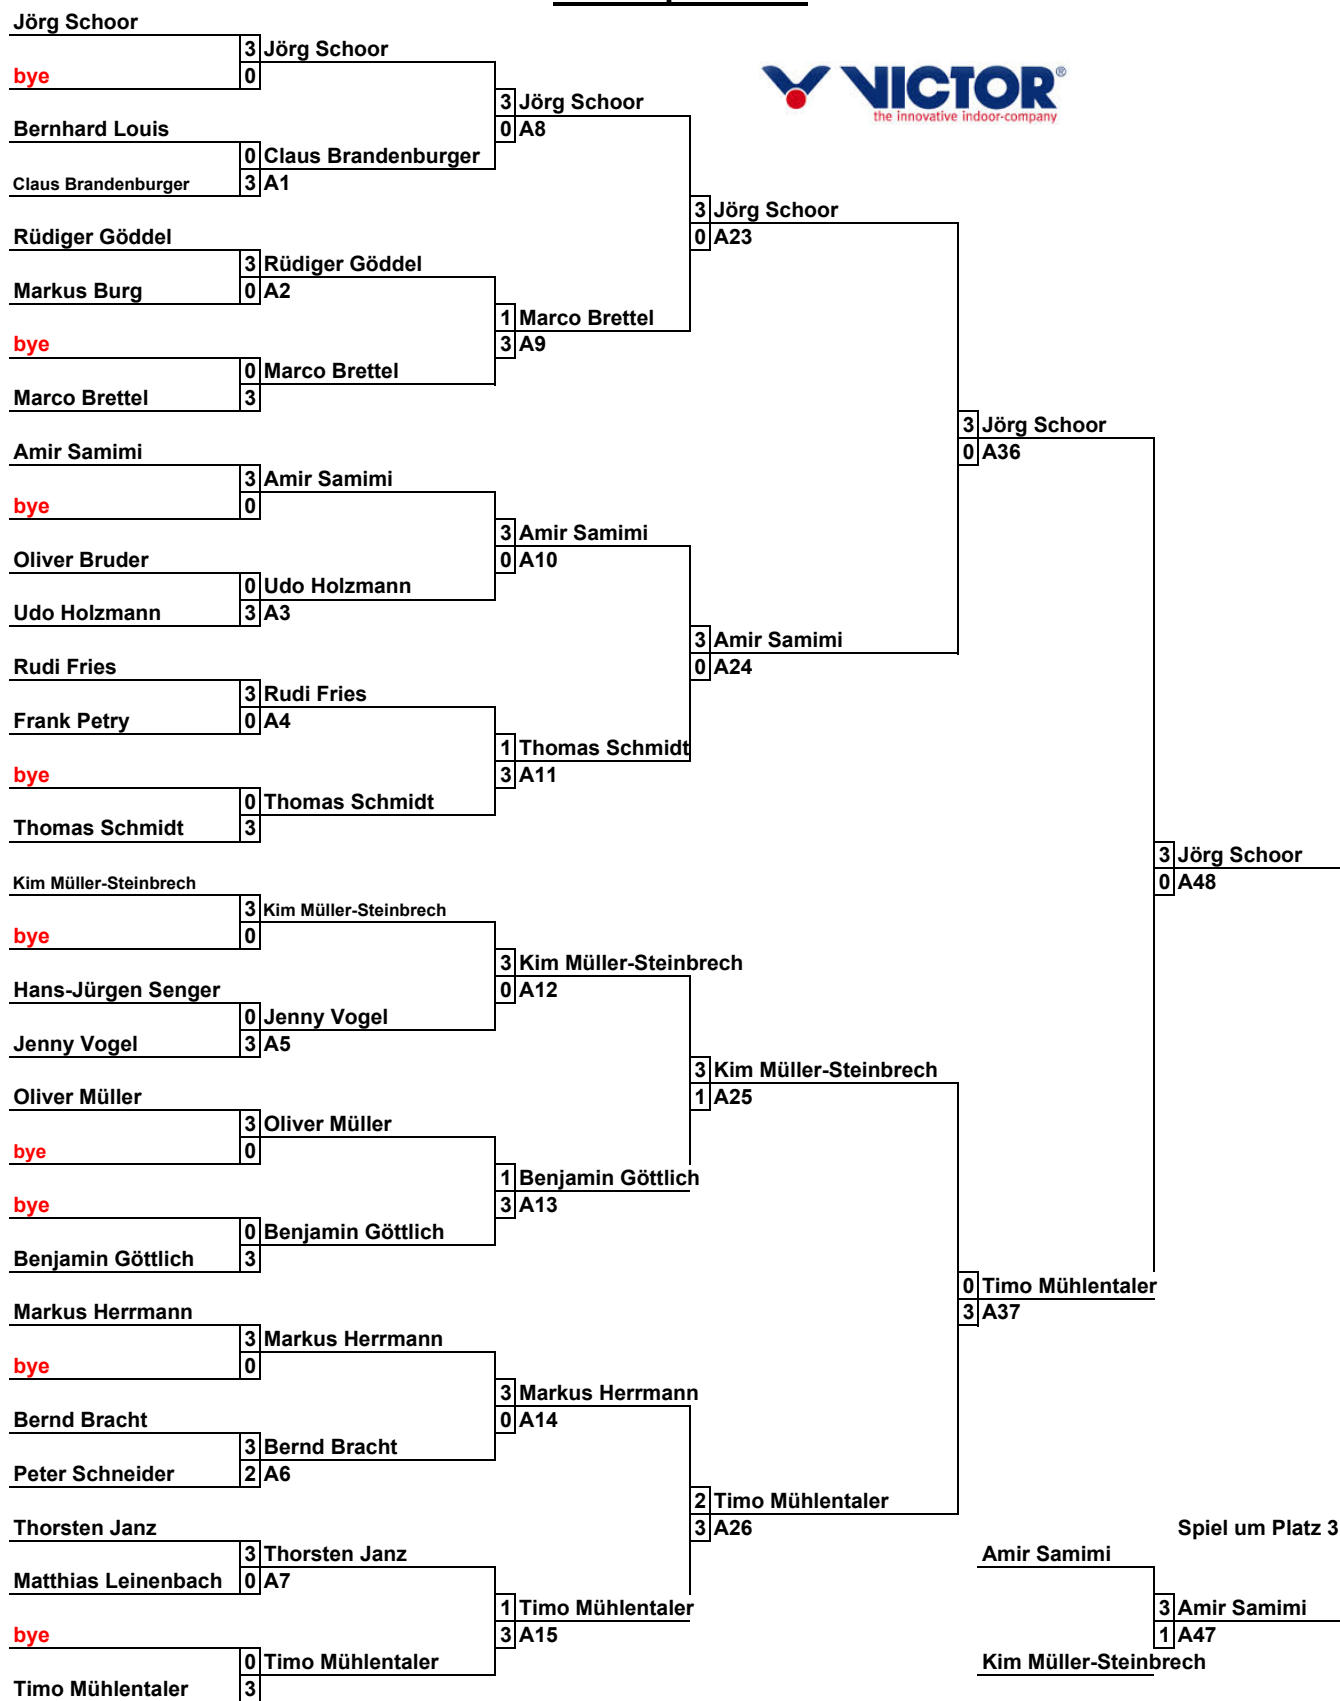 Jörg Schoor
3 Jörg Schoor
bye 0
3 Jörg Schoor
VICTOR®
the innovative indoor-company
Bernhard Louis 0 A8
0 Claus Brandenburger
Claus Brandenburger 3 A1
3 Jörg Schoor
Rüdiger Göddel 0 A23
3 Rüdiger Göddel
Markus Burg 0 A2
1 Marco Brettel
bye 3 A9
0 Marco Brettel
Marco Brettel 3
3 Jörg Schoor
Amir Samimi 0 A36
3 Amir Samimi
bye 0
3 Amir Samimi
Oliver Bruder 0 A10
0 Udo Holzmann
Udo Holzmann 3 A3
3 Amir Samimi
Rudi Fries 0 A24
3 Rudi Fries
Frank Petry 0 A4
1 Thomas Schmidt
bye 3 A11
0 Thomas Schmidt
Thomas Schmidt 3
3 Jörg Schoor
Kim Müller-Steinbrech 0 A48
3 Kim Müller-Steinbrech
bye 0
3 Kim Müller-Steinbrech
Hans-Jürgen Senger 0 A12
0 Jenny Vogel
Jenny Vogel 3 A5
3 Kim Müller-Steinbrech
Oliver Müller 1 A25
3 Oliver Müller
bye 0
1 Benjamin Göttlich
bye 3 A13
0 Benjamin Göttlich
Benjamin Göttlich 3
0 Timo Mühlentaler
Markus Herrmann 3 A37
3 Markus Herrmann
bye 0
3 Markus Herrmann
Bernd Bracht 0 A14
3 Bernd Bracht
Peter Schneider 2 A6
2 Timo Mühlentaler
Thorsten Janz 3 A26 Spiel um Platz 3
3 Thorsten Janz Amir Samimi
Matthias Leinenbach 0 A7
1 Timo Mühlentaler 3 Amir Samimi
bye 3 A15 1 A47
0 Timo Mühlentaler Kim Müller-Steinbrech
Timo Mühlentaler 3